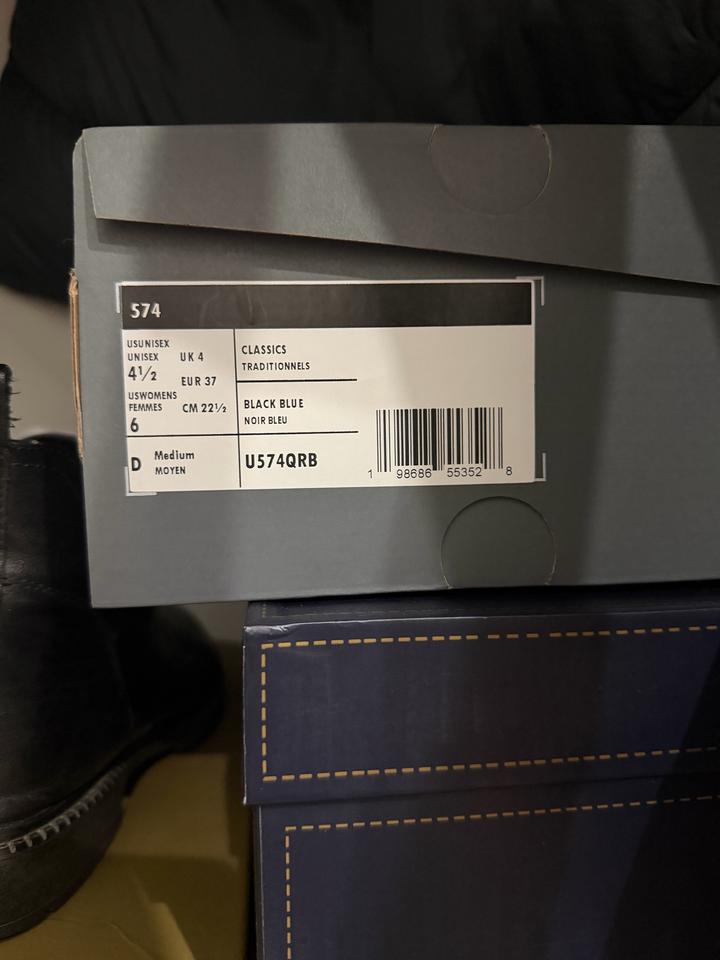 574
USUNISEX
UNISEX UK 4
4½ EUR 37
USWOMENS
FEMMES CM 22½
6
D Medium
MOYEN
CLASSICS
TRADITIONNELS
BLACK BLUE
NOIR BLEU
U574QRB
1 98686 55352 8